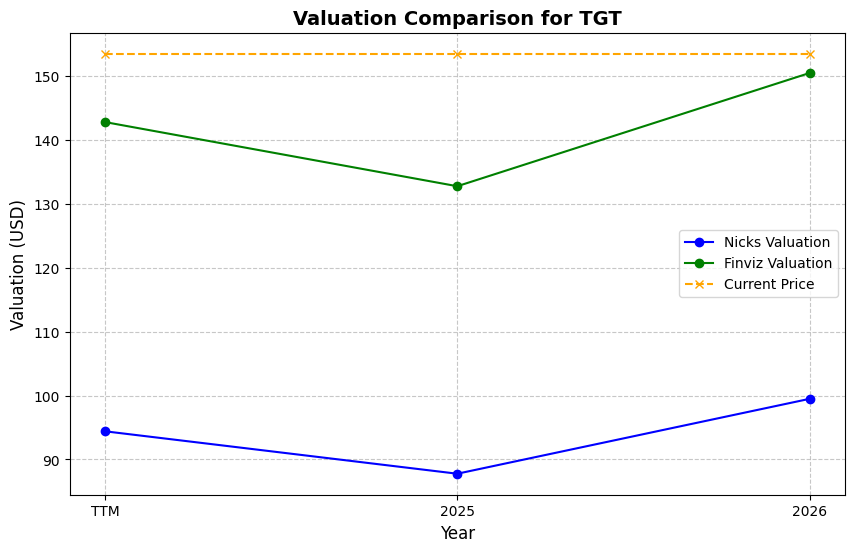 Valuation Comparison for TGT
Valuation (USD)
150
140
130
120
110
100
90
Nicks Valuation
Finviz Valuation
Current Price
TTM
2025
2026
Year